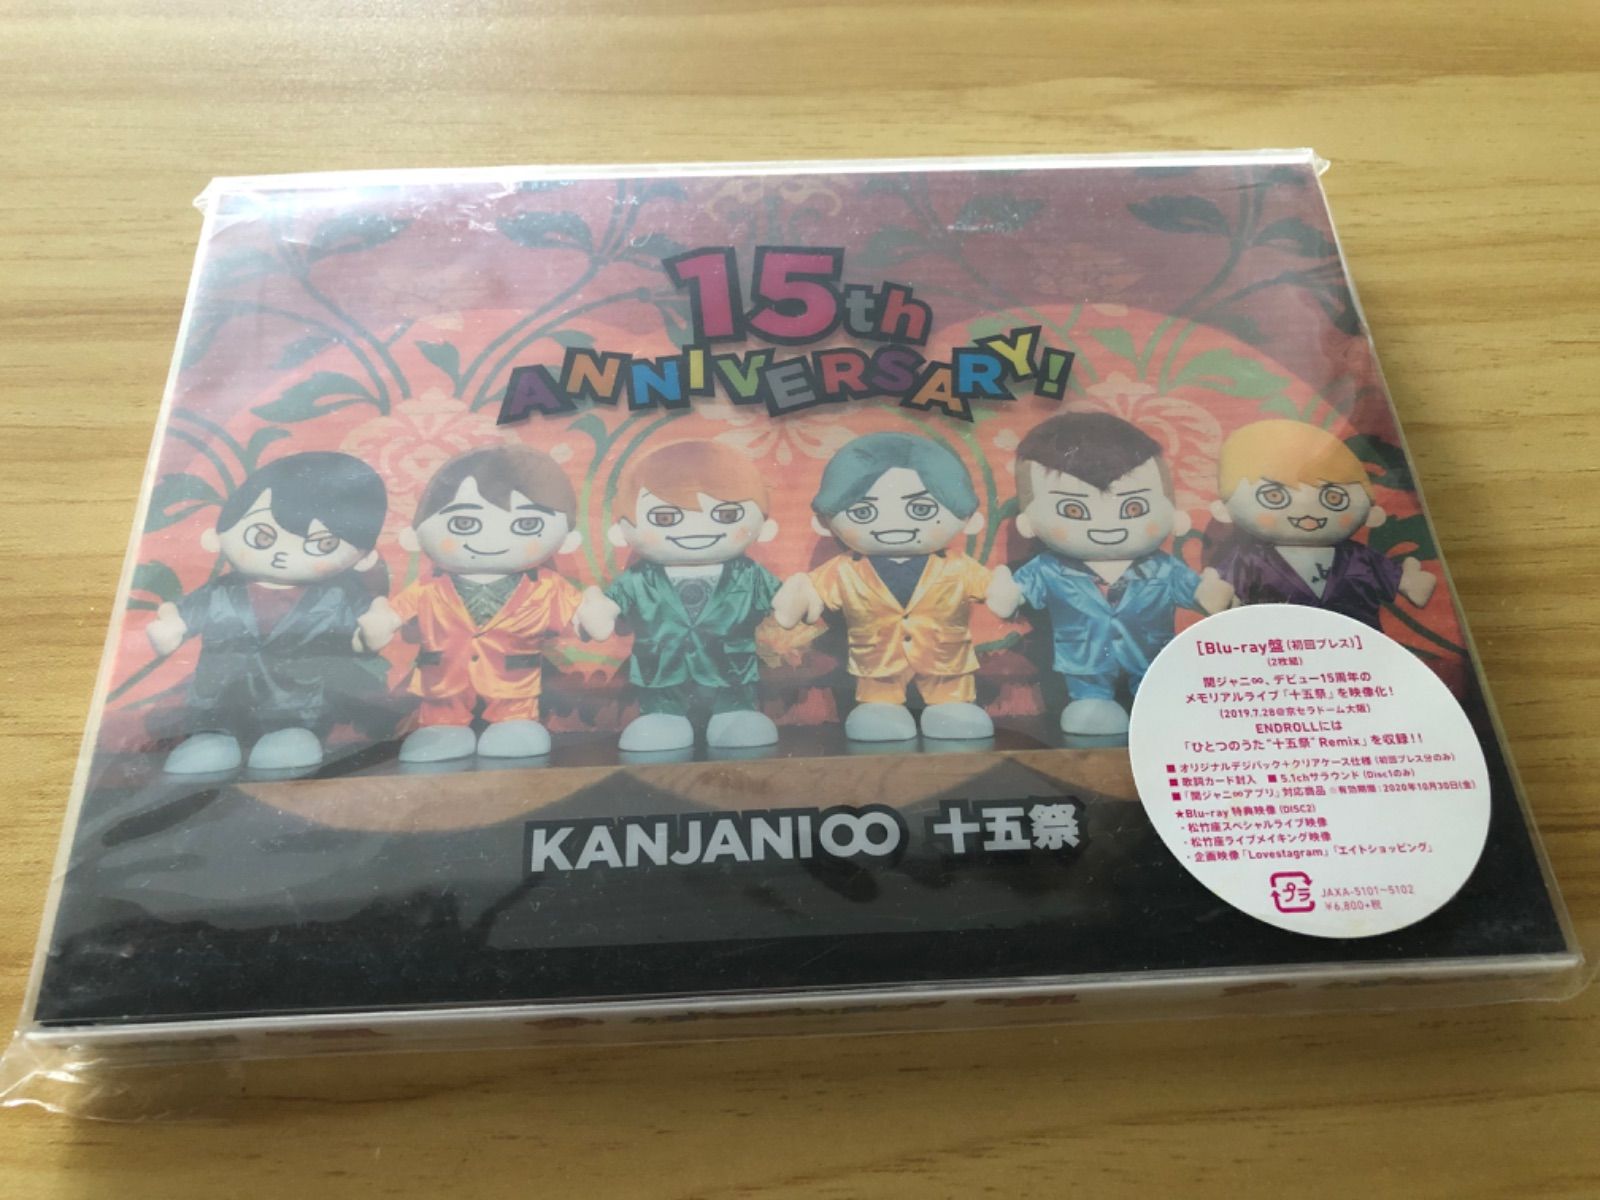 15th
ANNIVERSARY!
KANJANI∞ 十五祭
[Blu-ray盤(初回プレス)]
(2枚組)
関ジャニ∞、デビュー15周年の
メモリアルライブ「十五祭」を映像化!
(2019.7.28@京セラドーム大阪)
ENDROLLには
「ひとつのうた“十五祭”Remix」を収録!!
■ オリジナルデジパック+クリアケース仕様(初回プレス分のみ)
■ 歌詞カード封入 ■ 5.1chサラウンド(Disc1のみ)
■「関ジャニ∞アプリ」対応商品 ※有効期間:2020年10月30日(金)
★Blu-ray 特典映像(DISC2)
・松竹座スペシャルライブ映像
・松竹座ライブメイキング映像
・企画映像「Lovestagram」「エイトショッピング」
プラ
JAXA-5101~5102
¥6,800+税